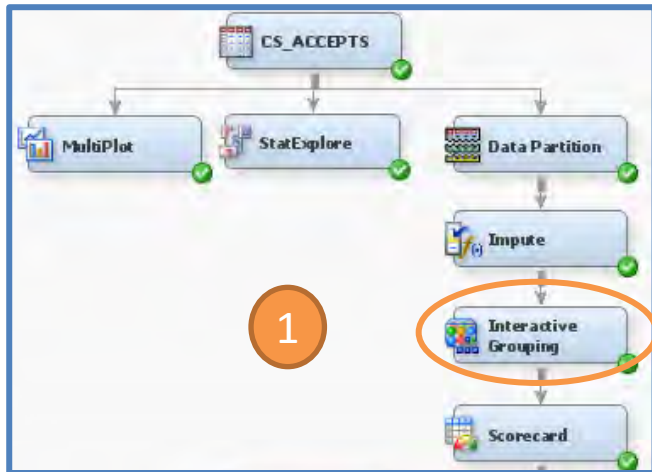 CS_ACCEPTS
MultiPlot
StatExplore
Data Partition
Impute
1
Interactive
Grouping
Scorecard